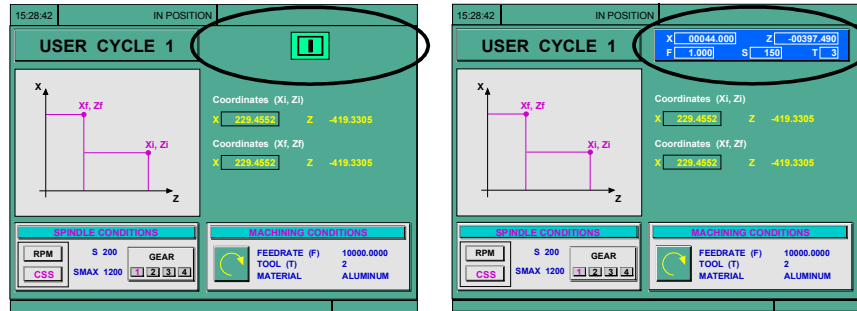 15:28:42 IN POSITION
USER CYCLE 1
X
Xf, Zf
Xi, Zi
Z
Coordinates (Xi, Zi)
X 229.4552 Z -419.3305
Coordinates (Xf, Zf)
X 229.4552 Z -419.3305
SPINDLE CONDITIONS
RPM S 200 GEAR
CSS SMAX 1200 1 2 3 4
MACHINING CONDITIONS
FEEDRATE (F) 10000.0000
TOOL (T) 2
MATERIAL ALUMINUM
15:28:42 IN POSITION
USER CYCLE 1
X 00044.000 Z -00397.490
F 1.000 S 150 T 3
X
Xf, Zf
Xi, Zi
Z
Coordinates (Xi, Zi)
X 229.4552 Z -419.3305
Coordinates (Xf, Zf)
X 229.4552 Z -419.3305
SPINDLE CONDITIONS
RPM S 200 GEAR
CSS SMAX 1200 1 2 3 4
MACHINING CONDITIONS
FEEDRATE (F) 10000.0000
TOOL (T) 2
MATERIAL ALUMINUM